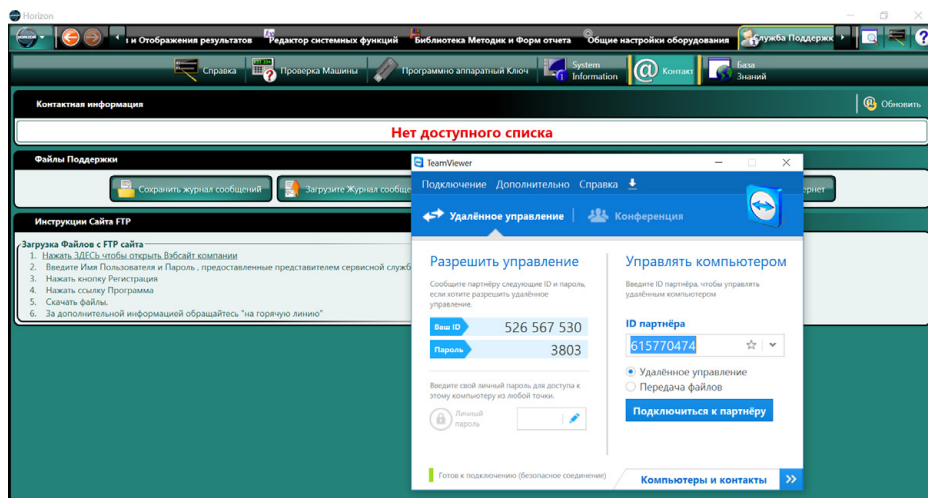 Horizon
и Отображения результатов Редактор системных функций Библиотека Методик и Форм отчета Общие настройки оборудования Служба Поддержк
Справка Проверка Машины Программно аппаратный Ключ System Information Контакт База Знаний
Контактная информация Обновить
Нет доступного списка
Файлы Поддержки
Сохранить журнал сообщений Загрузите Журнал сообще рнет
Инструкции Сайта FTP
Загрузка Файлов с FTP сайта
1. Нажать ЗДЕСЬ чтобы открыть Вэбсайт компании
2. Введите Имя Пользователя и Пароль , предоставленные представителем сервисной служб
3. Нажать кнопку Регистрация
4. Нажать ссылку Программа
5. Скачать файлы.
6. За дополнительной информацией обращайтесь "на горячую линию"
TeamViewer
Подключение Дополнительно Справка
Удалённое управление Конференция
Разрешить управление
Сообщите партнёру следующие ID и пароль,
если хотите разрешить удалённое
управление.
Ваш ID 526 567 530
Пароль 3803
Введите свой личный пароль для доступа к
этому компьютеру из любой точки.
Личный
пароль
Управлять компьютером
Введите ID партнёра, чтобы управлять
удалённым компьютером
ID партнёра
615770474
Удалённое управление
Передача файлов
Подключиться к партнёру
Готов к подключению (безопасное соединение)
Компьютеры и контакты